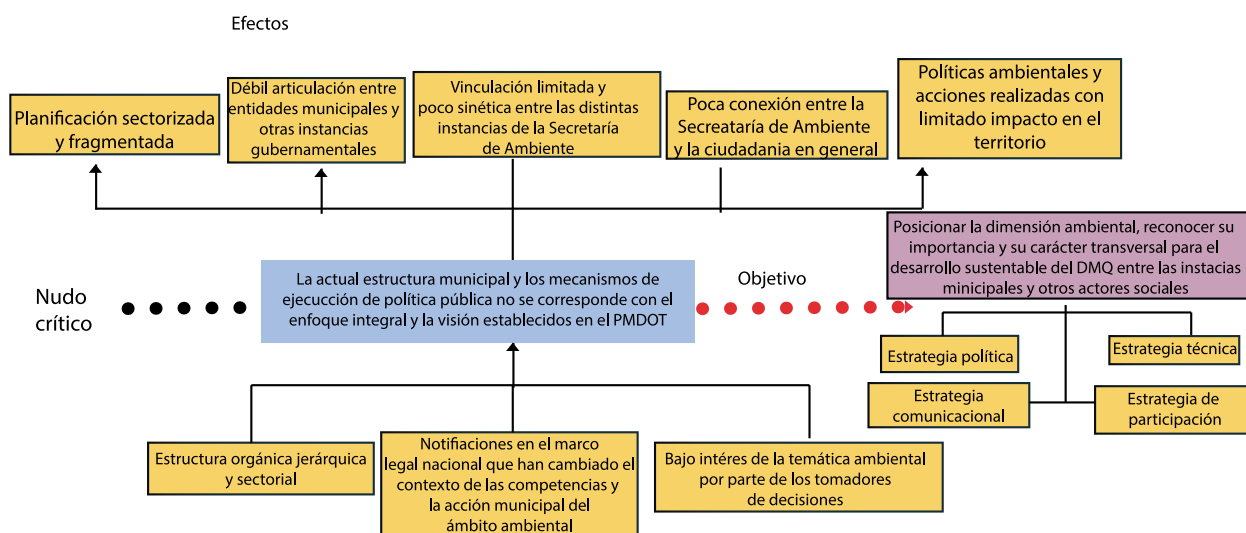 Efectos
Planificación sectorizada
y fragmentada
Débil articulación entre
entidades municipales y
otras instancias
gubernamentales
Vinculación limitada y
poco sinética entre las distintas
instancias de la Secretaría
de Ambiente
Poca conexión entre la
Secreataría de Ambiente
y la ciudadania en general
Políticas ambientales y
acciones realizadas con
limitado impacto en el
territorio
Nudo
crítico
La actual estructura municipal y los mecanismos de
ejecucción de política pública no se corresponde con el
enfoque integral y la visión establecidos en el PMDOT
Objetivo
Posicionar la dimensión ambiental, reconocer su
importancia y su carácter transversal para el
desarrollo sustentable del DMQ entre las instacias
minicipales y otros actores sociales
Estrategia política
Estrategia técnica
Estrategia
comunicacional
Estrategia de
participación
Estructura orgánica jerárquica
y sectorial
Notifiaciones en el marco
legal nacional que han cambiado el
contexto de las competencias y
la acción municipal del
ámbito ambiental
Bajo intéres de la temática ambiental
por parte de los tomadores
de decisiones